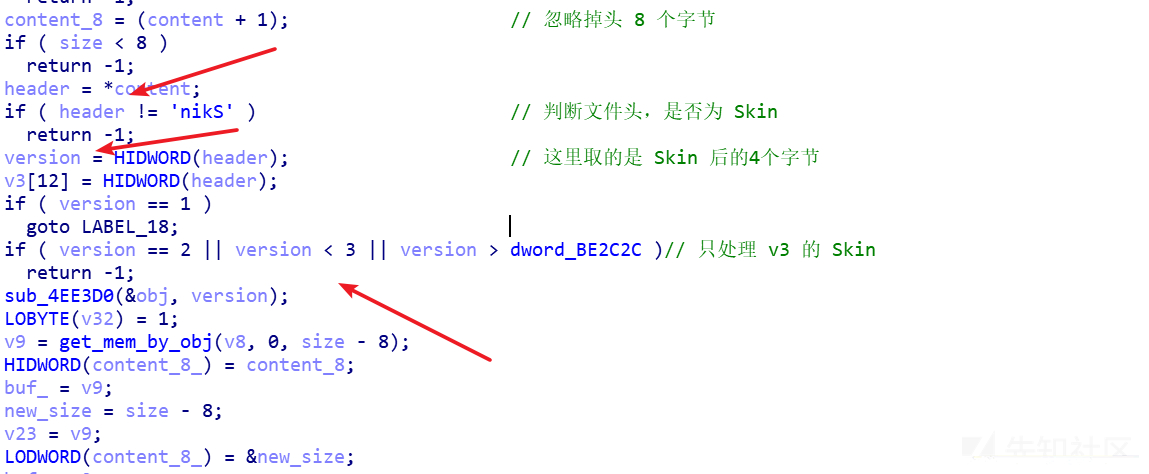 return -1;
content_8 = (content + 1); // 忽略掉头 8 个字节
if ( size < 8 )
return -1;
header = *content;
if ( header != 'nikS' ) // 判断文件头，是否为 Skin
return -1;
version = HIDWORD(header); // 这里取的是 Skin 后的4个字节
v3[12] = HIDWORD(header);
if ( version == 1 )
goto LABEL_18;
if ( version == 2 || version < 3 || version > dword_BE2C2C )// 只处理 v3 的 Skin
return -1;
sub_4EE3D0(&obj, version);
LOBYTE(v32) = 1;
v9 = get_mem_by_obj(v8, 0, size - 8);
HIDWORD(content_8_) = content_8;
buf_ = v9;
new_size = size - 8;
v23 = v9;
LODWORD(content_8_) = &new_size;
先知社区